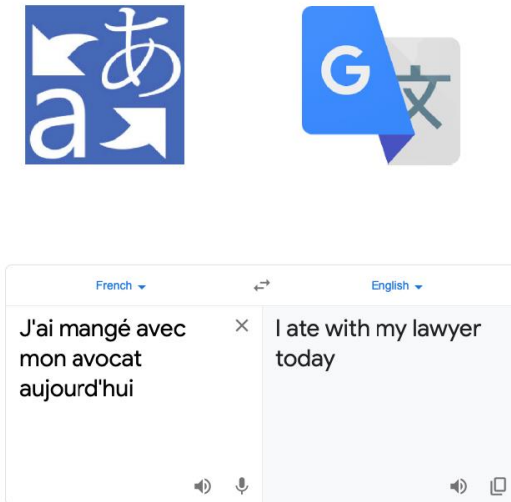 あ
a
G
文
French
English
J'ai mangé avec
mon avocat
aujourd'hui
I ate with my lawyer
today